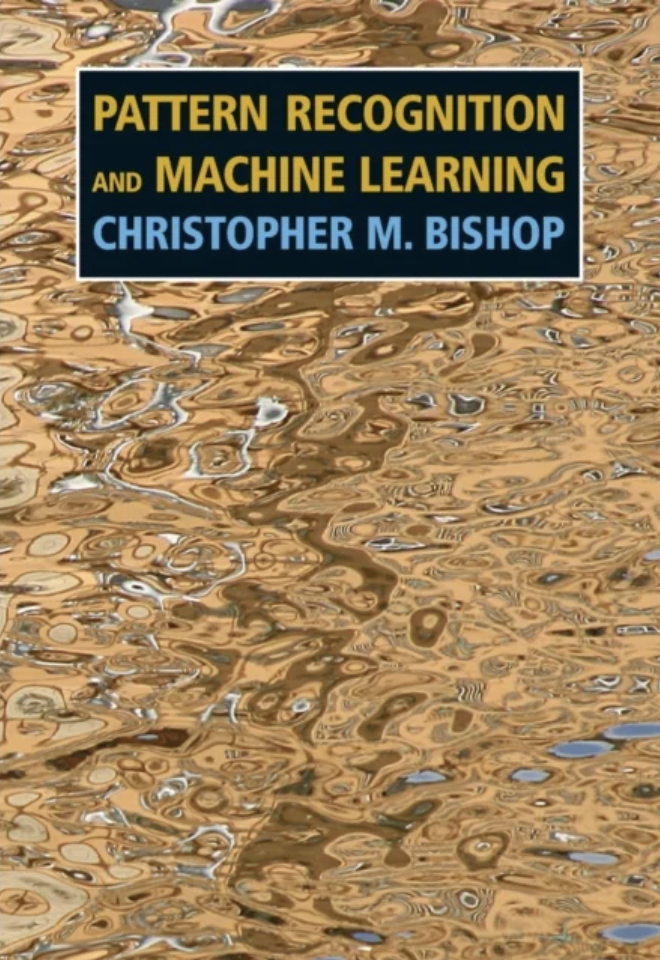 PATTERN RECOGNITION
AND MACHINE LEARNING
CHRISTOPHER M. BISHOP